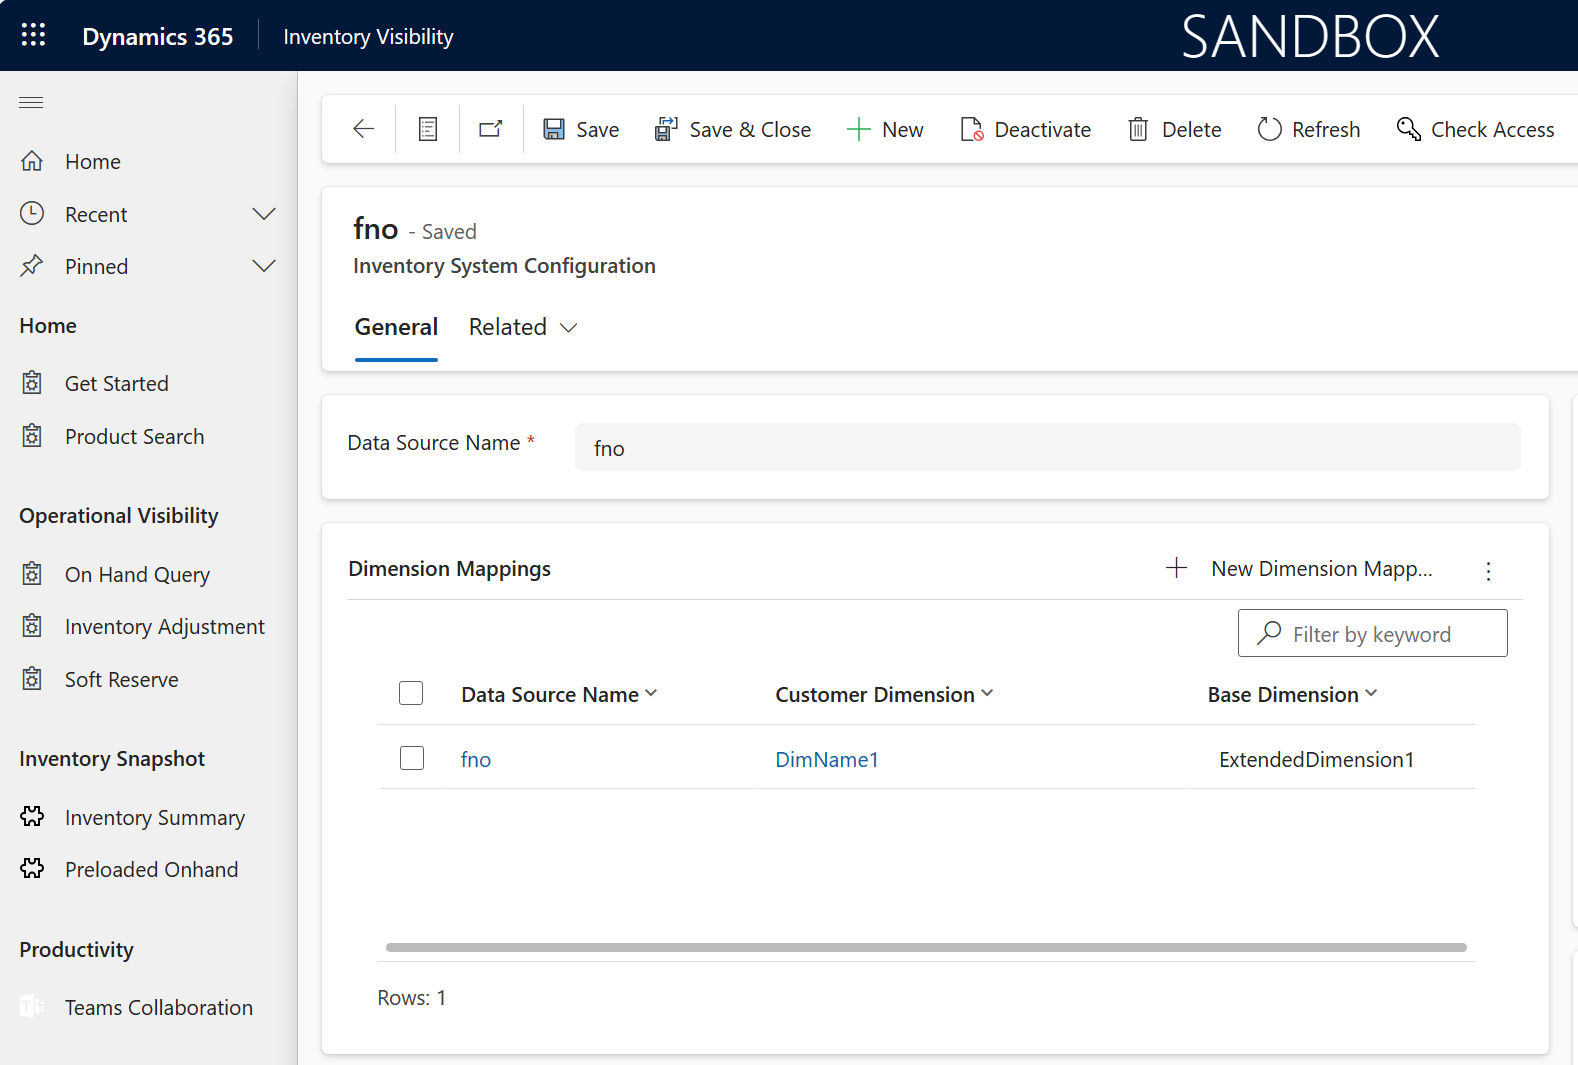 Dynamics 365
Inventory Visibility
SANDBOX
Home
Recent
Pinned
Home
Get Started
Product Search
Operational Visibility
On Hand Query
Inventory Adjustment
Soft Reserve
Inventory Snapshot
Inventory Summary
Preloaded Onhand
Productivity
Teams Collaboration
Save
Save & Close
New
Deactivate
Delete
Refresh
Check Access
fno - Saved
Inventory System Configuration
General
Related
Data Source Name *
fno
Dimension Mappings
New Dimension Mapp...
Filter by keyword
Data Source Name
Customer Dimension
Base Dimension
fno
DimName1
ExtendedDimension1
Rows: 1